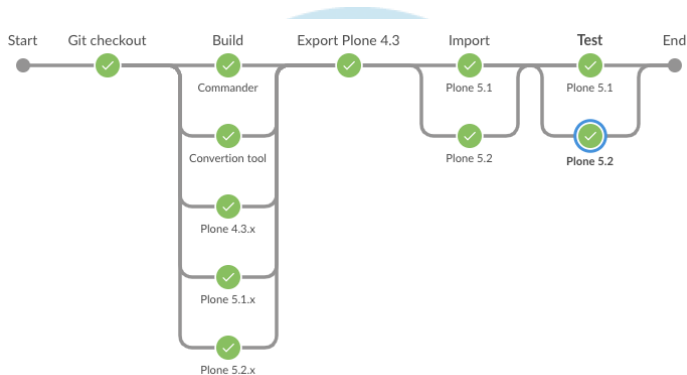 Start
Git checkout
Build
Export Plone 4.3
Import
Test
End
Commander
Plone 5.1
Plone 5.1
Convertion tool
Plone 5.2
Plone 5.2
Plone 4.3.x
Plone 5.1.x
Plone 5.2.x